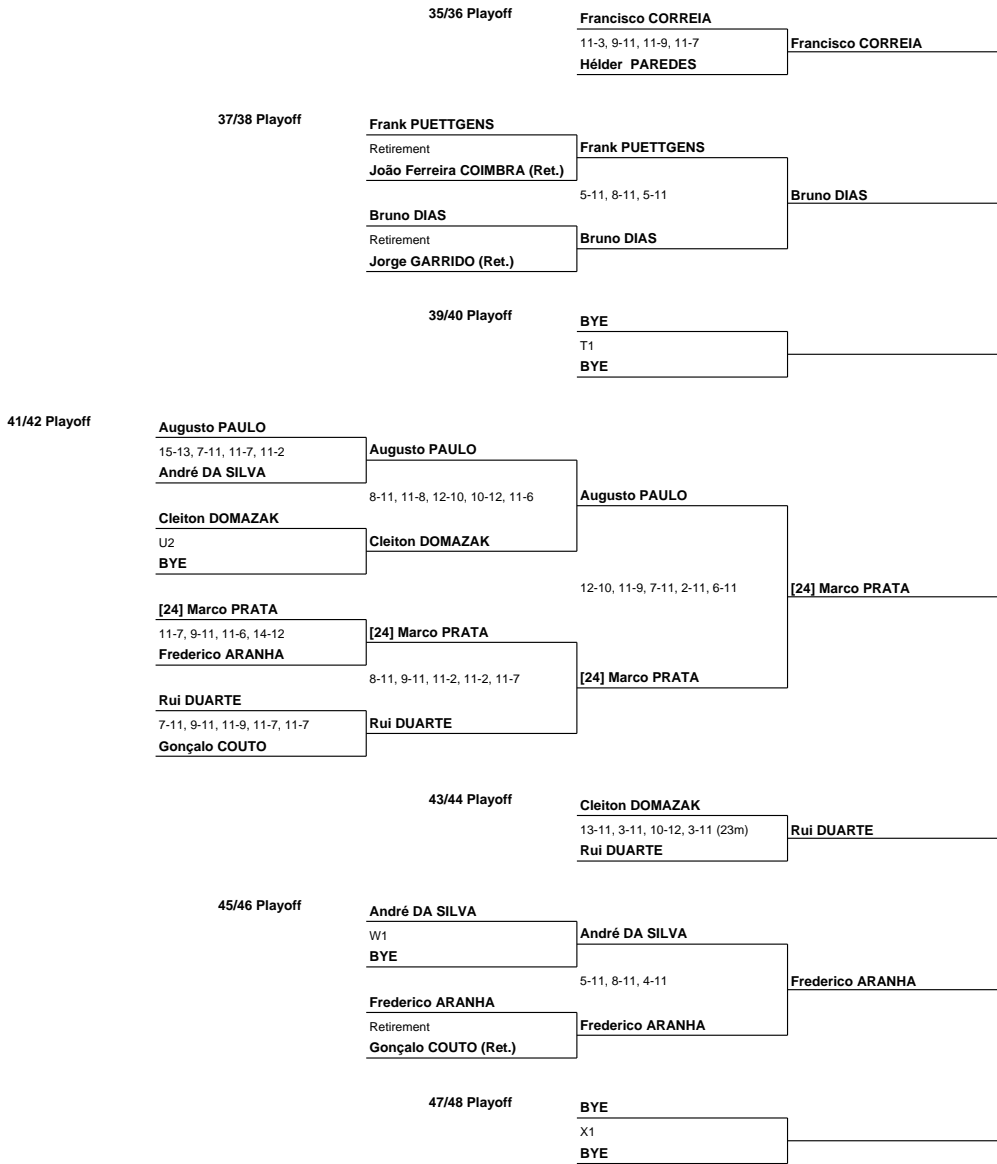 35/36 Playoff
Francisco CORREIA
11-3, 9-11, 11-9, 11-7
Francisco CORREIA
Hélder  PAREDES
37/38 Playoff
Frank PUETTGENS
Retirement
Frank PUETTGENS
João Ferreira COIMBRA (Ret.)
5-11, 8-11, 5-11
Bruno DIAS
Bruno DIAS
Retirement
Bruno DIAS
Jorge GARRIDO (Ret.)
39/40 Playoff
BYE
T1
BYE
41/42 Playoff
Augusto PAULO
15-13, 7-11, 11-7, 11-2
Augusto PAULO
André DA SILVA
8-11, 11-8, 12-10, 10-12, 11-6
Augusto PAULO
Cleiton DOMAZAK
U2
Cleiton DOMAZAK
BYE
12-10, 11-9, 7-11, 2-11, 6-11
[24] Marco PRATA
[24] Marco PRATA
11-7, 9-11, 11-6, 14-12
[24] Marco PRATA
Frederico ARANHA
8-11, 9-11, 11-2, 11-2, 11-7
[24] Marco PRATA
Rui DUARTE
7-11, 9-11, 11-9, 11-7, 11-7
Rui DUARTE
Gonçalo COUTO
43/44 Playoff
Cleiton DOMAZAK
13-11, 3-11, 10-12, 3-11 (23m)
Rui DUARTE
Rui DUARTE
45/46 Playoff
André DA SILVA
W1
André DA SILVA
BYE
5-11, 8-11, 4-11
Frederico ARANHA
Frederico ARANHA
Retirement
Frederico ARANHA
Gonçalo COUTO (Ret.)
47/48 Playoff
BYE
X1
BYE